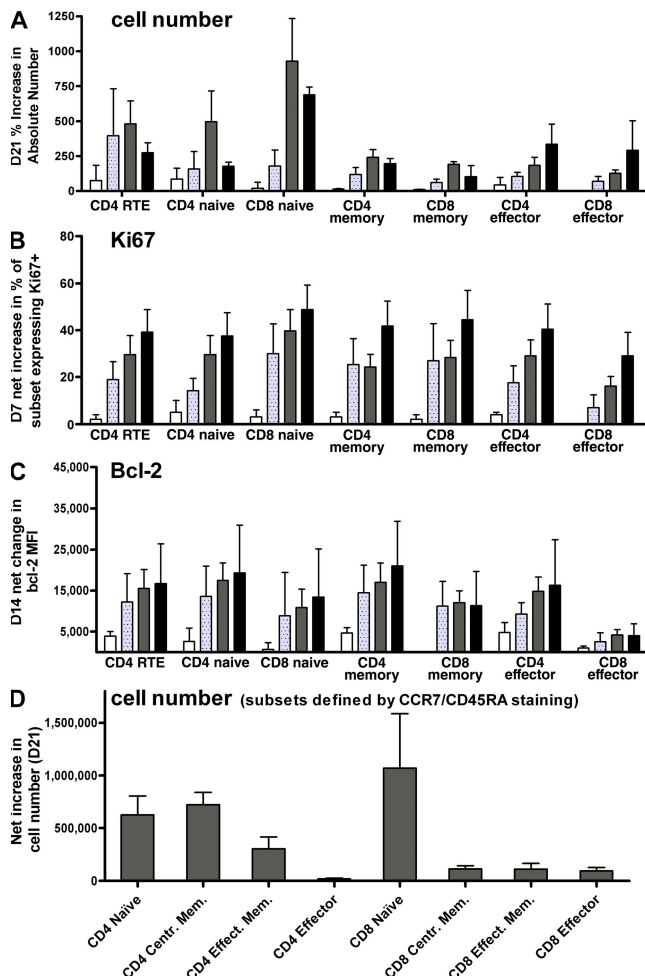 A cell number
D21 % Increase in
Absolute Number
1250
1000
750
500
250
0
CD4 RTE CD4 naive CD8 naive CD4 memory CD8 memory CD4 effector CD8 effector
B Ki67
D7 net increase in % of
subset expressing Ki67+
80
60
40
20
0
CD4 RTE CD4 naive CD8 naive CD4 memory CD8 memory CD4 effector CD8 effector
C Bcl-2
D14 net change in
bcl-2 MFI
45,000
35,000
25,000
15,000
5,000
CD4 RTE CD4 naive CD8 naive CD4 memory CD8 memory CD4 effector CD8 effector
D cell number (subsets defined by CCR7/CD45RA staining)
Net increase in
cell number (D21)
1,500,000
1,000,000
500,000
0
CD4 Naïve
CD4 Centr. Mem.
CD4 Effect. Mem.
CD4 Effector
CD8 Naïve
CD8 Centr. Mem.
CD8 Effect. Mem.
CD8 Effector